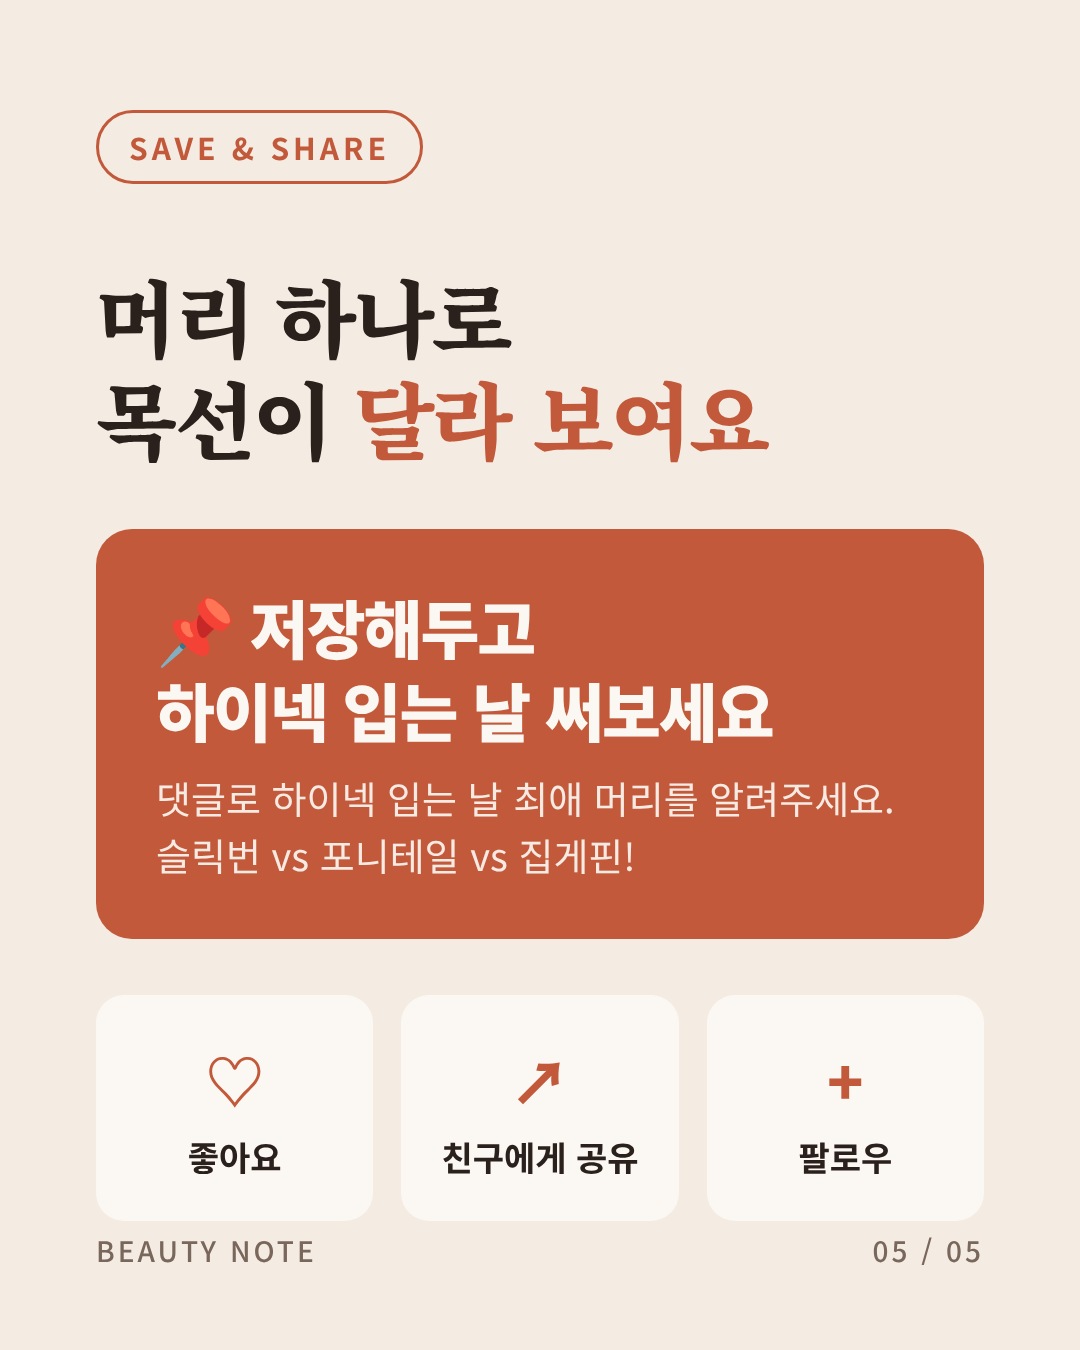 SAVE & SHARE
머리 하나로
목선이 달라 보여요
📌 저장해두고
하이넥 입는 날 써보세요
댓글로 하이넥 입는 날 최애 머리를 알려주세요.
슬릭번 vs 포니테일 vs 집게핀!
♡ ↗ +
좋아요 친구에게 공유 팔로우
BEAUTY NOTE 05 / 05